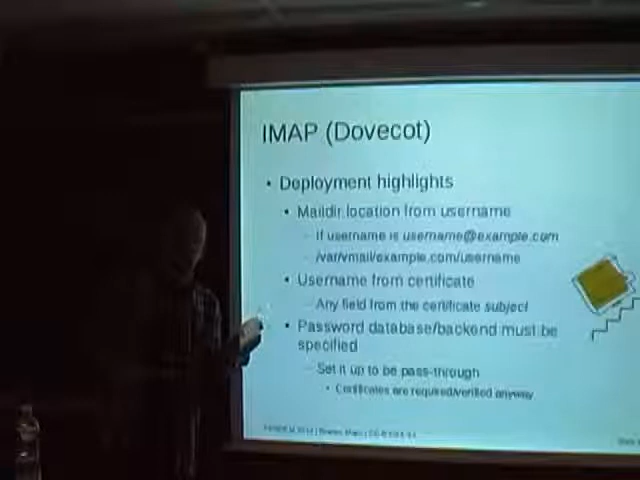 IMAP (Dovecot)
• Deployment highlights
• Maildir location from username
– If username is username@example.com
– /var/vmail/example.com/username
• Username from certificate
– Any field from the certificate subject
• Password database/backend must be
specified
– Set it up to be pass-through
• Certificates are required/verified anyway